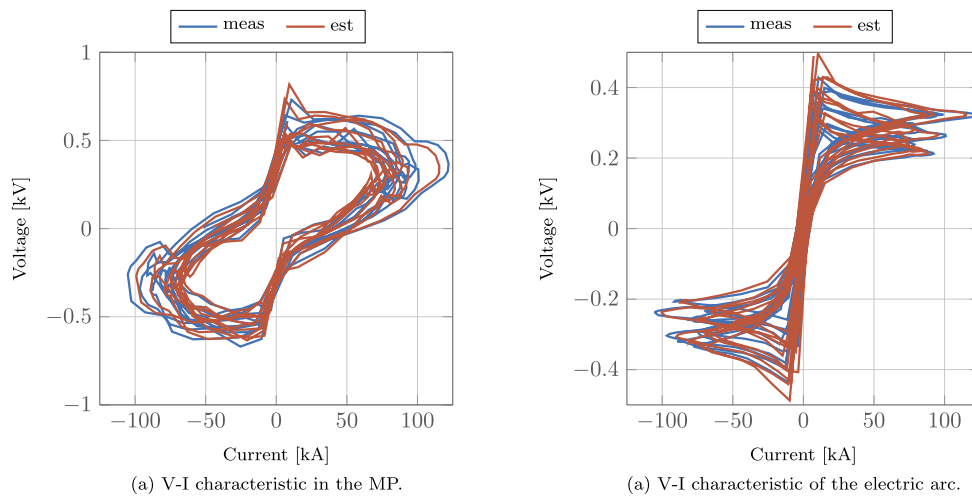 meas est
1
0.5
0
−0.5
−1
Voltage [kV]
−100 −50 0 50 100
Current [kA]
(a) V-I characteristic in the MP.
meas est
0.4
0.2
0
−0.2
−0.4
Voltage [kV]
−100 −50 0 50 100
Current [kA]
(a) V-I characteristic of the electric arc.